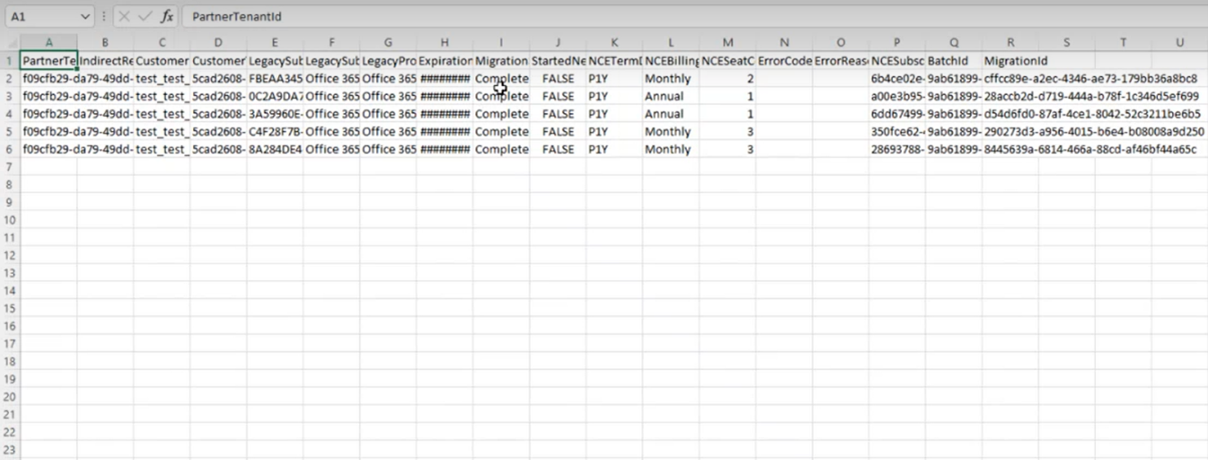 A1 fx PartnerTenantId
A B C D E F G H I J K L M N O P Q R S T U
1 PartnerTe IndirectRe Customer Customer LegacySub LegacySub LegacyPro Expiration Migration StartedNe NCETermD NCEBilling NCESeatC ErrorCode ErrorReas NCESubsc BatchId MigrationId
2 f09cfb29-da79-49dd- test_test_ 5cad2608- FBEAA345 Office 365 Office 365 ######## Complete FALSE P1Y Monthly 2 6b4ce02e- 9ab61899- cffcc89e-a2ec-4346-ae73-179bb36a8bc8
3 f09cfb29-da79-49dd- test_test_ 5cad2608- 0C2A9DA7 Office 365 Office 365 ######## Complete FALSE P1Y Annual 1 a00e3b95- 9ab61899- 28accb2d-d719-444a-b78f-1c346d5ef699
4 f09cfb29-da79-49dd- test_test_ 5cad2608- 3A59960E- Office 365 Office 365 ######## Complete FALSE P1Y Annual 1 6dd67499- 9ab61899- d54d6fd0-87af-4ce1-8042-52c3211be6b5
5 f09cfb29-da79-49dd- test_test_ 5cad2608- C4F28F7B- Office 365 Office 365 ######## Complete FALSE P1Y Monthly 3 350fce62- 9ab61899- 290273d3-a956-4015-b6e4-b08008a9d250
6 f09cfb29-da79-49dd- test_test_ 5cad2608- 8A284DE4 Office 365 Office 365 ######## Complete FALSE P1Y Monthly 3 28693788- 9ab61899- 8445639a-6814-466a-88cd-af46bf44a65c
7
8
9
10
11
12
13
14
15
16
17
18
19
20
21
22
23